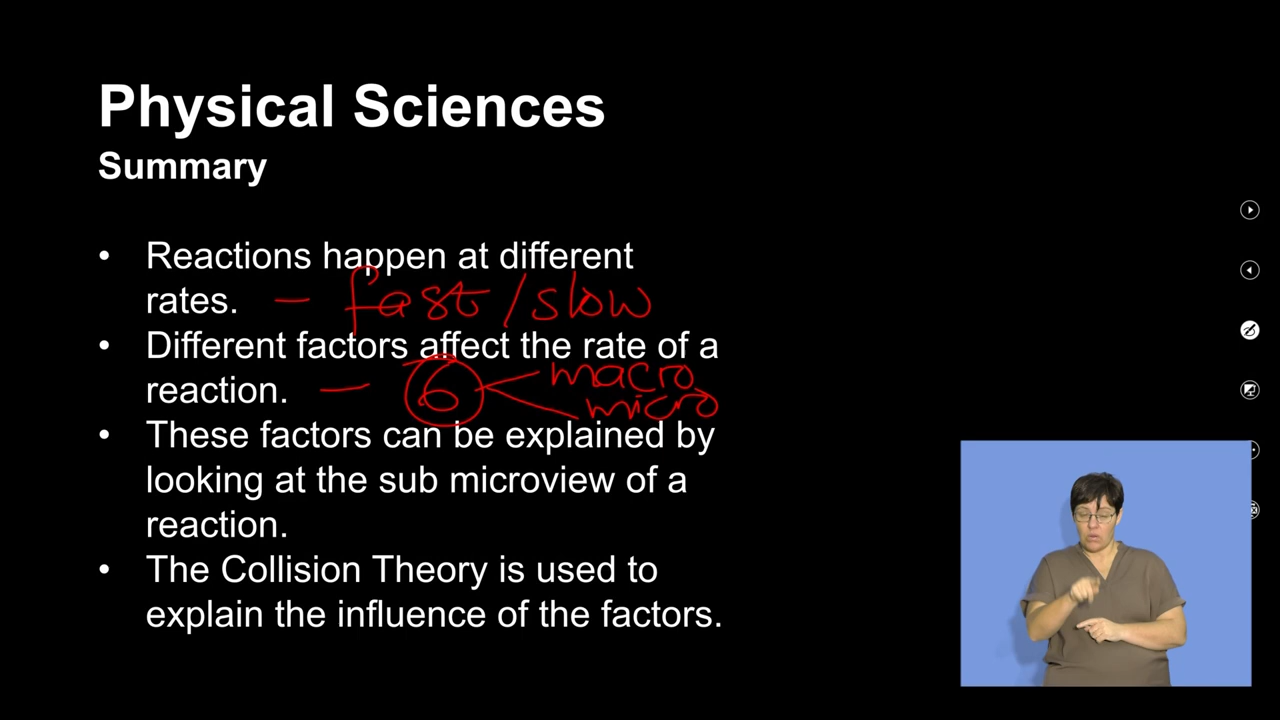 Physical Sciences
Summary
• Reactions happen at different
rates. – fast/slow
• Different factors affect the rate of a
reaction. – 6 macro
micro
• These factors can be explained by
looking at the sub microview of a
reaction.
• The Collision Theory is used to
explain the influence of the factors.